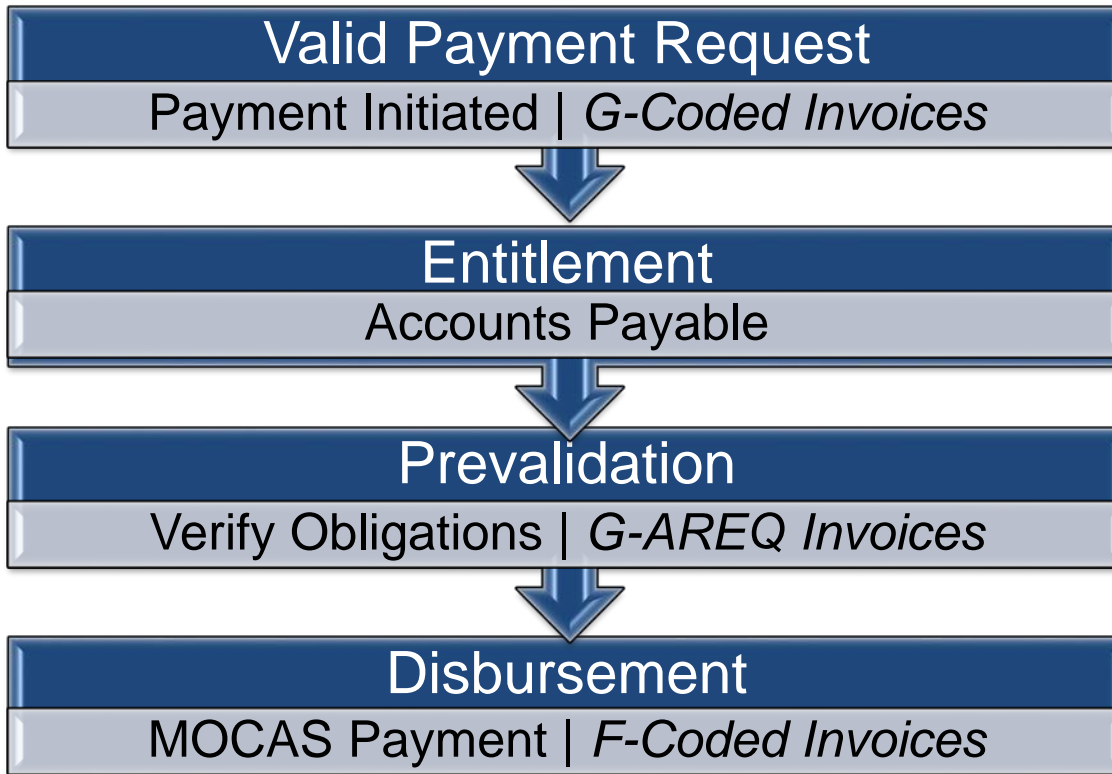 Valid Payment Request
Payment Initiated | G-Coded Invoices
Entitlement
Accounts Payable
Prevalidation
Verify Obligations | G-AREQ Invoices
Disbursement
MOCAS Payment | F-Coded Invoices